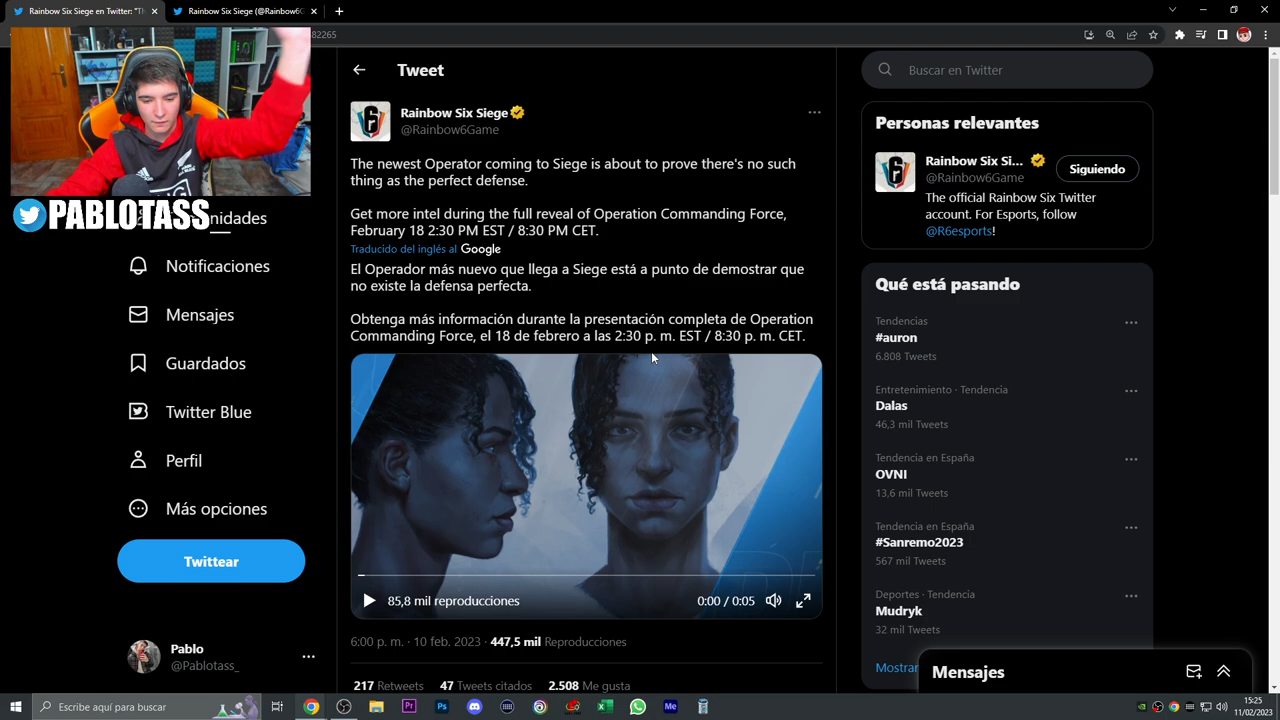 Rainbow Six Siege en Twitter: "Th
Rainbow Six Siege (@Rainbow6G
82265
PABLOTASS
nidades
Notificaciones
Mensajes
Guardados
Twitter Blue
Perfil
Más opciones
Twittear
Pablo
@Pablotass_
Tweet
Rainbow Six Siege
@Rainbow6Game
The newest Operator coming to Siege is about to prove there's no such
thing as the perfect defense.
Get more intel during the full reveal of Operation Commanding Force,
February 18 2:30 PM EST / 8:30 PM CET.
Traducido del inglés al Google
El Operador más nuevo que llega a Siege está a punto de demostrar que
no existe la defensa perfecta.
Obtenga más información durante la presentación completa de Operation
Commanding Force, el 18 de febrero a las 2:30 p. m. EST / 8:30 p. m. CET.
85,8 mil reproducciones
0:00 / 0:05
6:00 p. m. · 10 feb. 2023 · 447,5 mil Reproducciones
217 Retweets 47 Tweets citados 2.508 Me gusta
Buscar en Twitter
Personas relevantes
Rainbow Six Si...
@Rainbow6Game
Siguiendo
The official Rainbow Six Twitter
account. For Esports, follow
@R6esports!
Qué está pasando
Tendencias
#auron
6.808 Tweets
Entretenimiento · Tendencia
Dalas
46,3 mil Tweets
Tendencia en España
OVNI
13,6 mil Tweets
Tendencia en España
#Sanremo2023
567 mil Tweets
Deportes · Tendencia
Mudryk
32 mil Tweets
Mostrar
Mensajes
Escribe aquí para buscar
15:25
11/02/2023